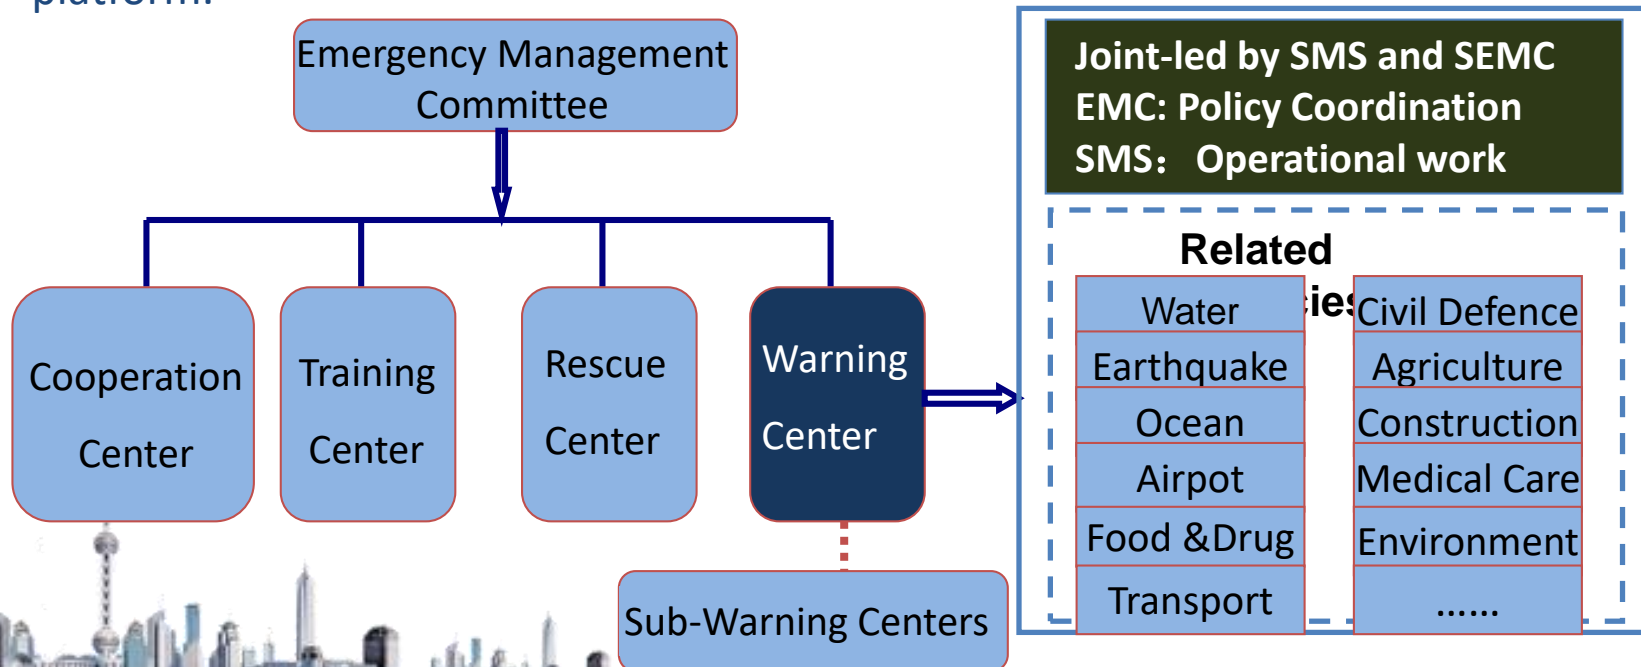 platform.
Emergency Management
Committee
Cooperation
Center
Training
Center
Rescue
Center
Warning
Center
Sub-Warning Centers
Joint-led by SMS and SEMC
EMC: Policy Coordination
SMS： Operational work
Related
cies
Water
Earthquake
Ocean
Airpot
Food &Drug
Transport
Civil Defence
Agriculture
Construction
Medical Care
Environment
......